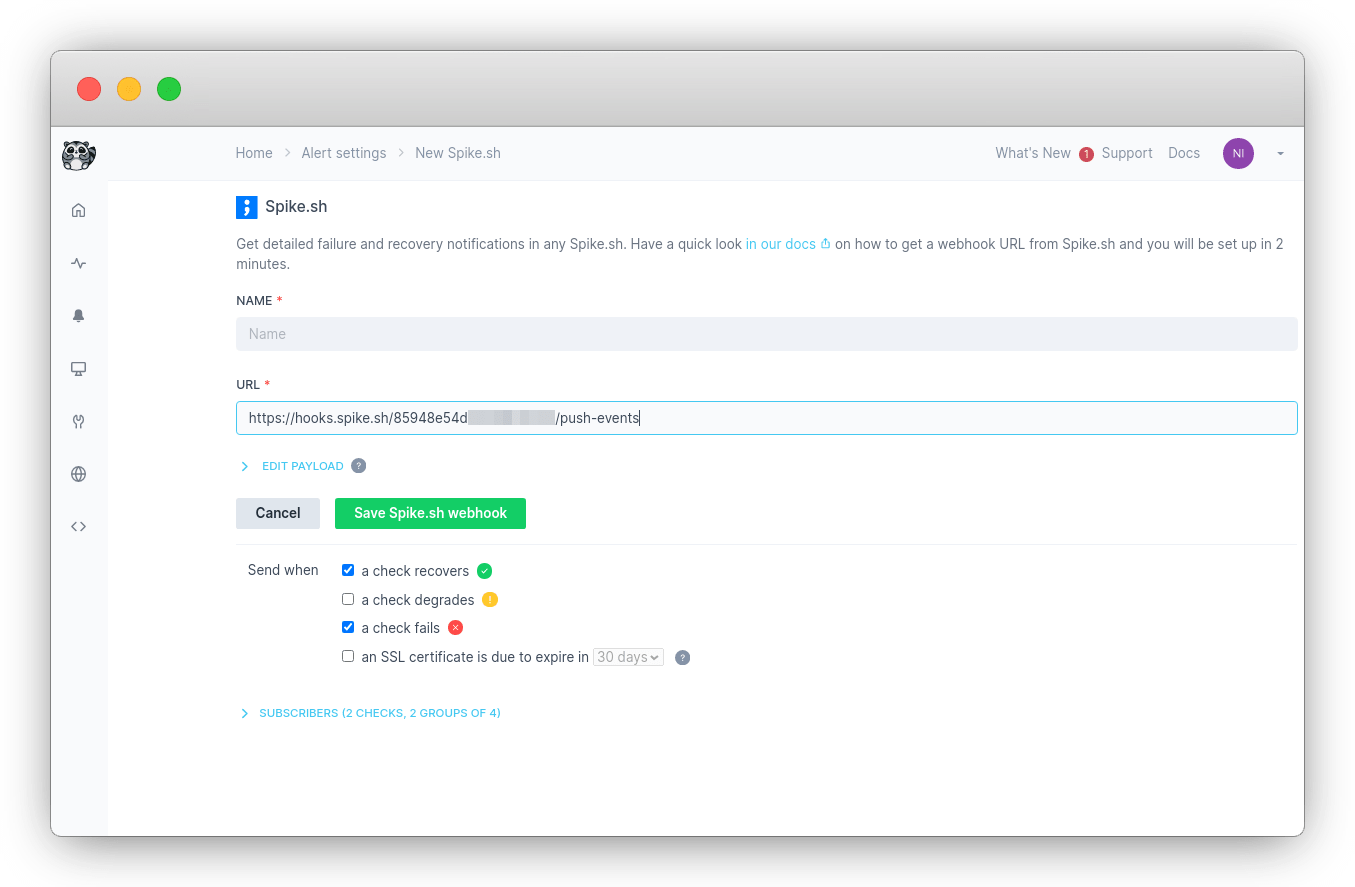 Home > Alert settings > New Spike.sh
What's New 1 Support Docs NI
Spike.sh
Get detailed failure and recovery notifications in any Spike.sh. Have a quick look in our docs on how to get a webhook URL from Spike.sh and you will be set up in 2
minutes.
NAME *
Name
URL *
https://hooks.spike.sh/85948e54d /push-events
EDIT PAYLOAD ?
Cancel Save Spike.sh webhook
Send when a check recovers
a check degrades !
a check fails
an SSL certificate is due to expire in 30 days ?
SUBSCRIBERS (2 CHECKS, 2 GROUPS OF 4)